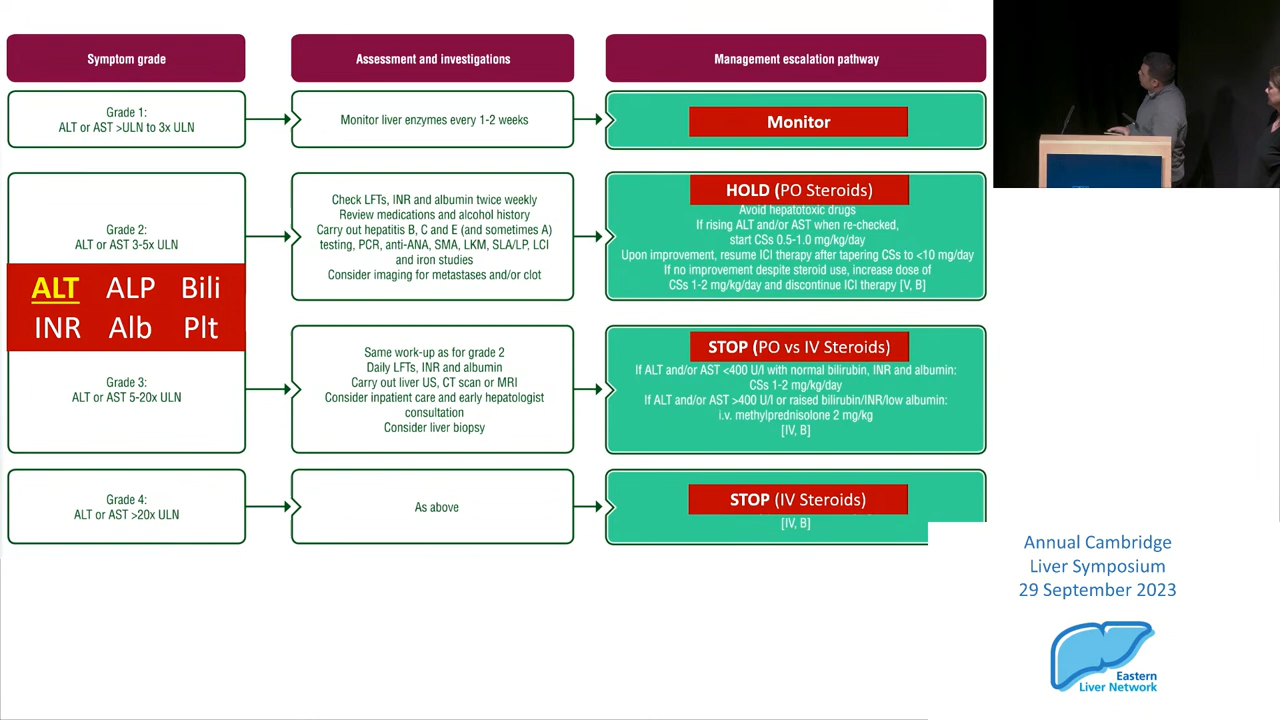 Symptom grade
Assessment and investigations
Management escalation pathway
Grade 1:
ALT or AST >ULN to 3x ULN
Monitor liver enzymes every 1-2 weeks
Monitor
Grade 2:
ALT or AST 3-5x ULN
Check LFTs, INR and albumin twice weekly
Review medications and alcohol history
Carry out hepatitis B, C and E (and sometimes A)
testing, PCR, anti-ANA, SMA, LKM, SLA/LP, LCI
and iron studies
Consider imaging for metastases and/or clot
HOLD (PO Steroids)
Avoid hepatotoxic drugs
If rising ALT and/or AST when re-checked,
start CSs 0.5-1.0 mg/kg/day
Upon improvement, resume ICI therapy after tapering CSs to <10 mg/day
If no improvement despite steroid use, increase dose of
CSs 1-2 mg/kg/day and discontinue ICI therapy [V, B]
ALT ALP Bili
INR Alb Plt
Grade 3:
ALT or AST 5-20x ULN
Same work-up as for grade 2
Daily LFTs, INR and albumin
Carry out liver US, CT scan or MRI
Consider inpatient care and early hepatologist
consultation
Consider liver biopsy
STOP (PO vs IV Steroids)
If ALT and/or AST <400 U/l with normal bilirubin, INR and albumin:
CSs 1-2 mg/kg/day
If ALT and/or AST >400 U/l or raised bilirubin/INR/low albumin:
i.v. methylprednisolone 2 mg/kg
[IV, B]
Grade 4:
ALT or AST >20x ULN
As above
STOP (IV Steroids)
[IV, B]
Annual Cambridge
Liver Symposium
29 September 2023
Eastern
Liver Network